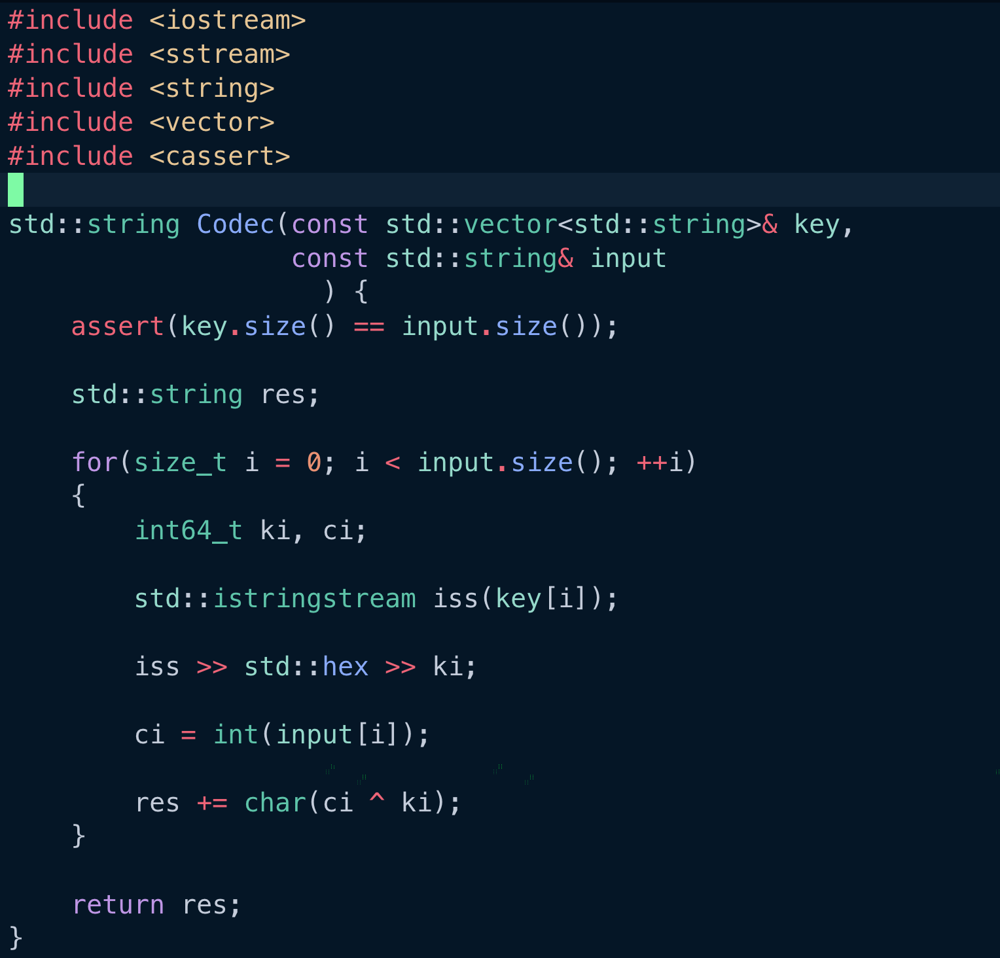 #include <iostream>
#include <sstream>
#include <string>
#include <vector>
#include <cassert>
std::string Codec(const std::vector<std::string>& key,
                  const std::string& input
                    ) {
    assert(key.size() == input.size());
    std::string res;
    for(size_t i = 0; i < input.size(); ++i)
    {
        int64_t ki, ci;
        std::istringstream iss(key[i]);
        iss >> std::hex >> ki;
        ci = int(input[i]);
        res += char(ci ^ ki);
    }
    return res;
}